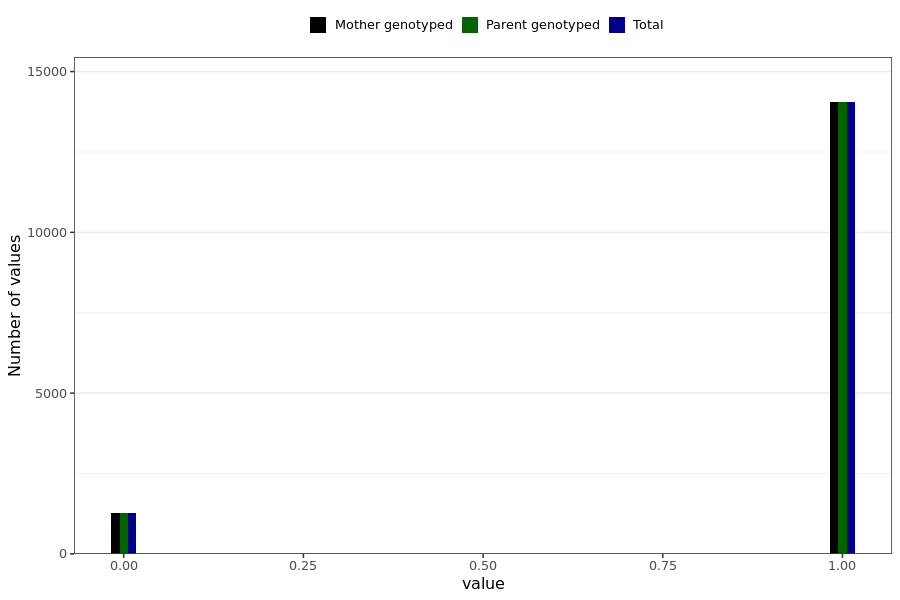 Mother genotyped Parent genotyped Total
15000
10000
5000
0
Number of values
0.00 0.25 0.50 0.75 1.00
value